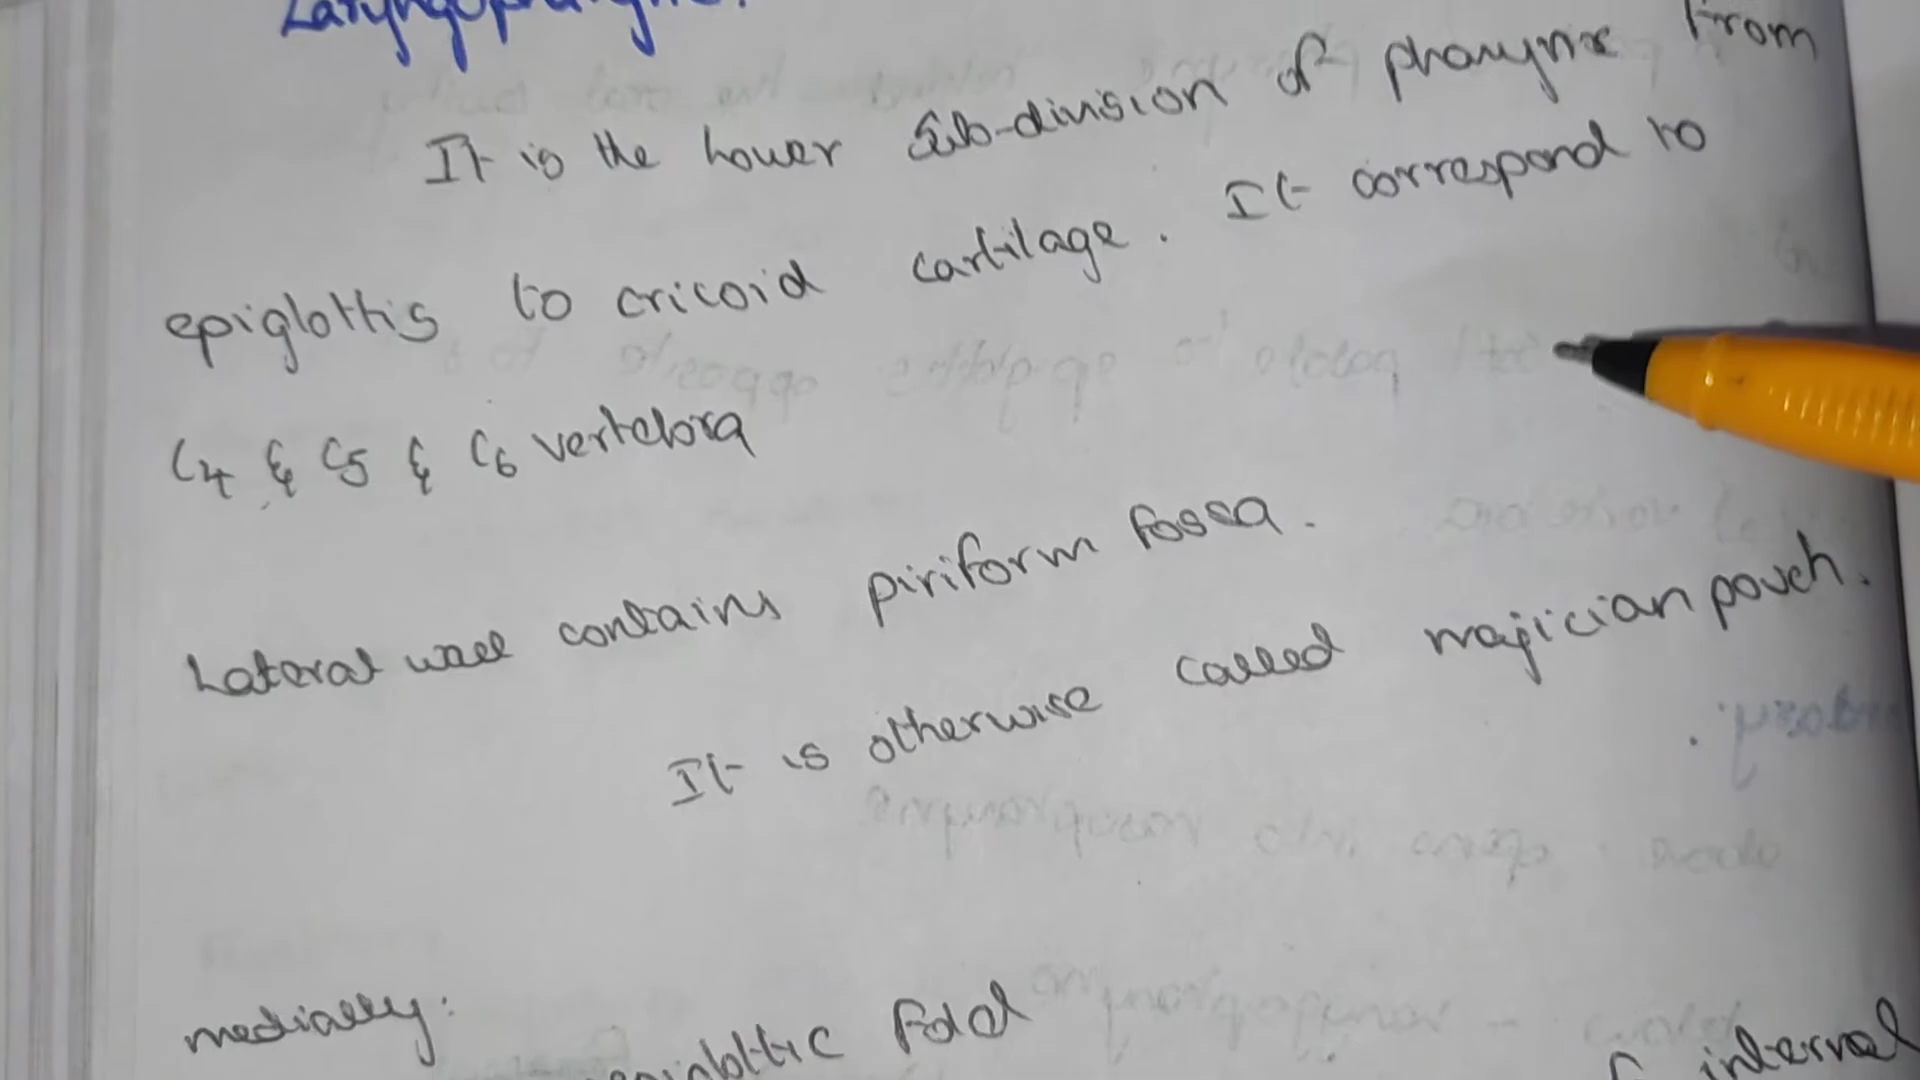 Laryngopharynx:
It is the lower Sub-division of pharynx from
epiglottis to cricoid cartilage. It correspond to
C4 & C5 & C6 vertebra
Lateral wall contains piriform fossa.
It is otherwise called majician pouch.
medially:
fold internal